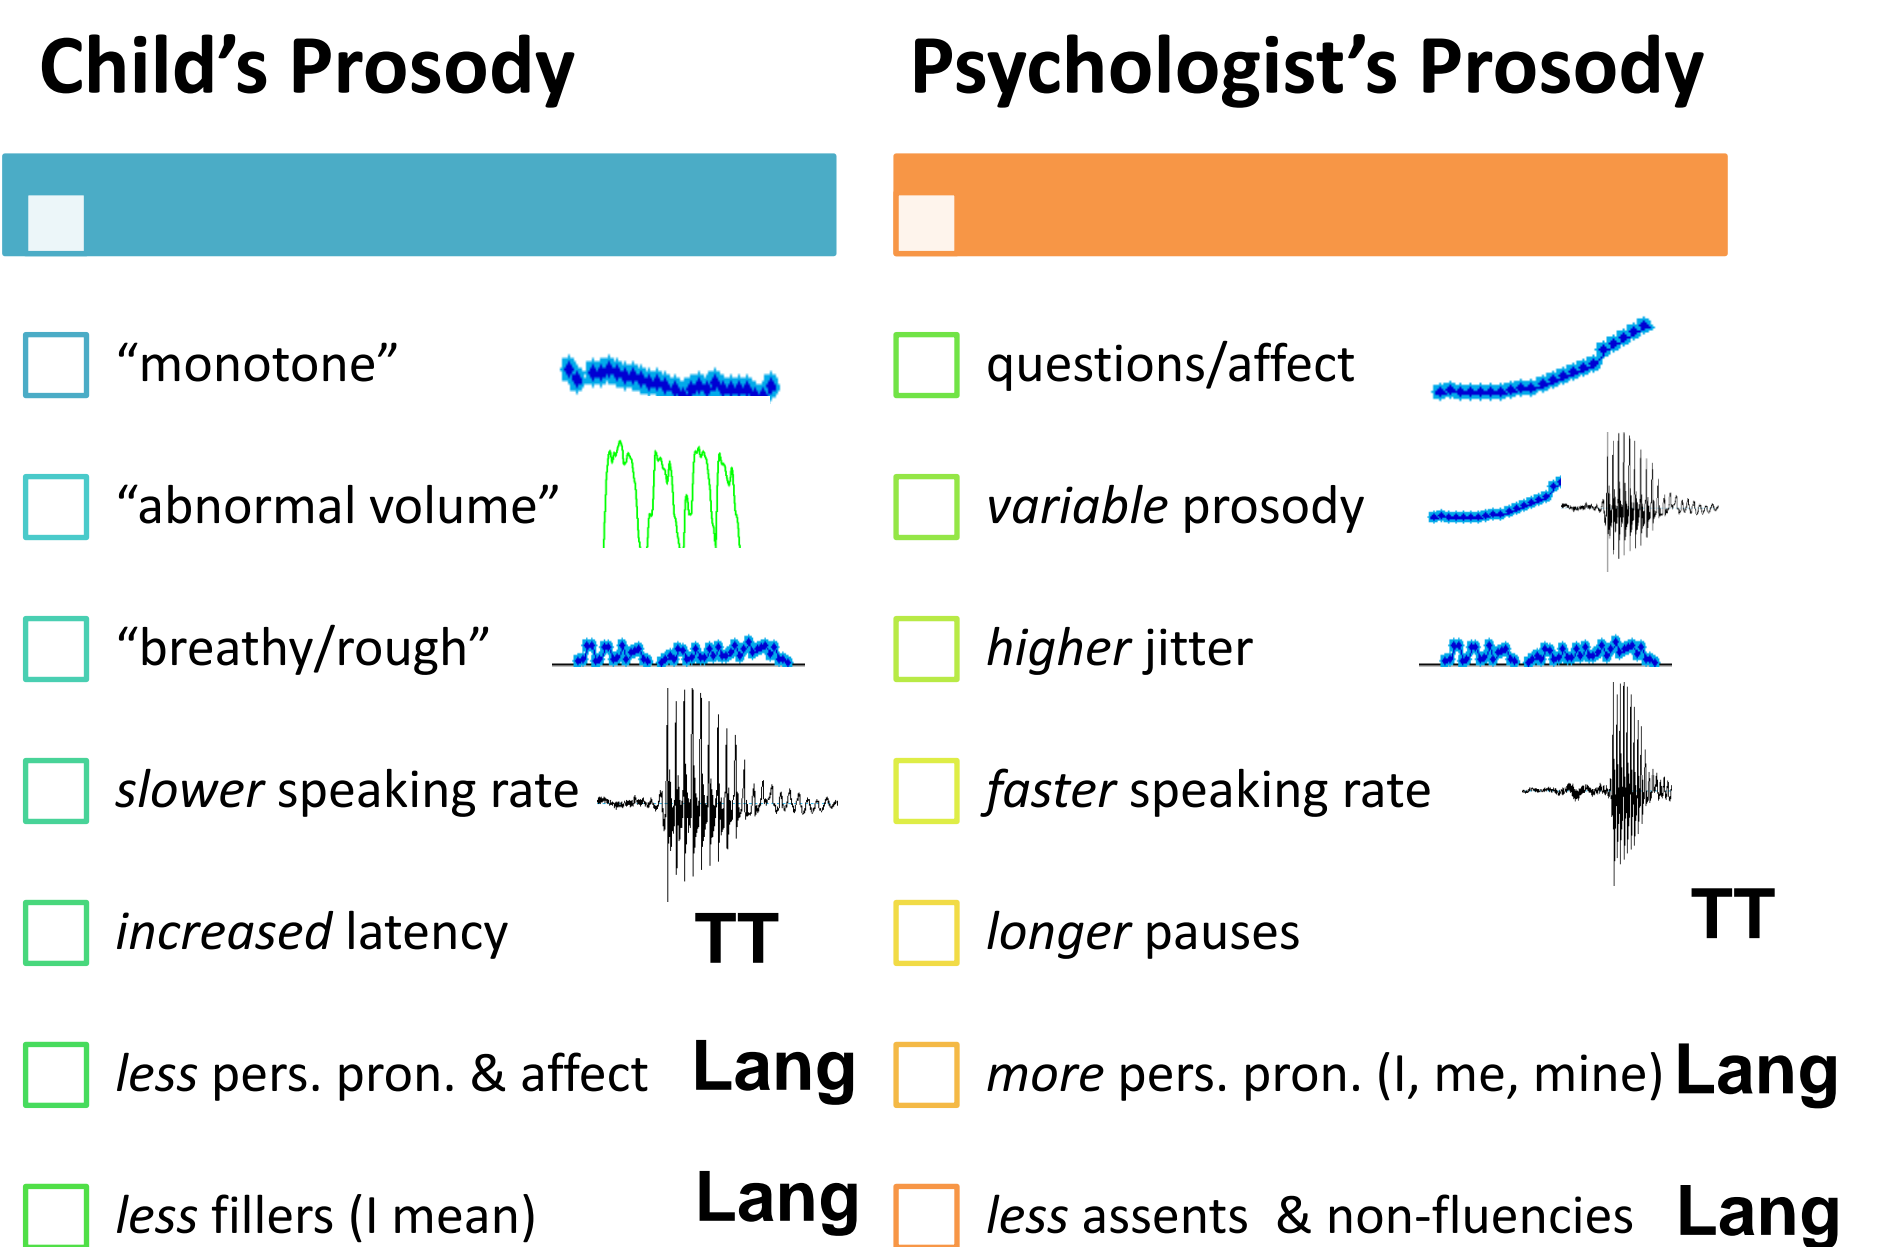 Child’s Prosody
“monotone”
“abnormal volume”
“breathy/rough”
slower speaking rate
increased latency TT
less pers. pron. & affect Lang
less fillers (I mean) Lang
Psychologist’s Prosody
questions/affect
variable prosody
higher jitter
faster speaking rate
longer pauses TT
more pers. pron. (I, me, mine) Lang
less assents & non-fluencies Lang